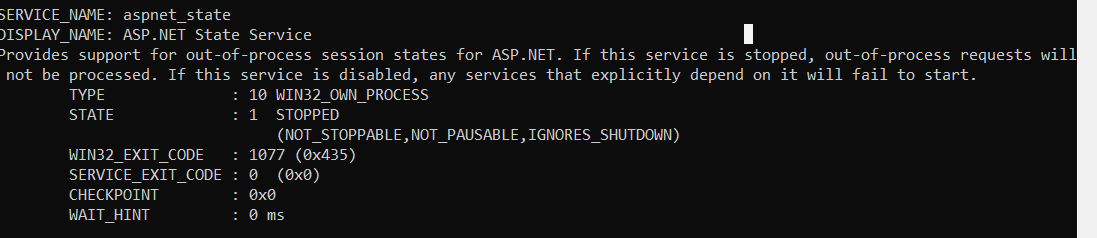 SERVICE_NAME: aspnet_state
DISPLAY_NAME: ASP.NET State Service
Provides support for out-of-process session states for ASP.NET. If this service is stopped, out-of-process requests will
 not be processed. If this service is disabled, any services that explicitly depend on it will fail to start.
        TYPE               : 10 WIN32_OWN_PROCESS
        STATE              : 1  STOPPED
                                (NOT_STOPPABLE,NOT_PAUSABLE,IGNORES_SHUTDOWN)
        WIN32_EXIT_CODE    : 1077 (0x435)
        SERVICE_EXIT_CODE : 0  (0x0)
        CHECKPOINT         : 0x0
        WAIT_HINT          : 0 ms